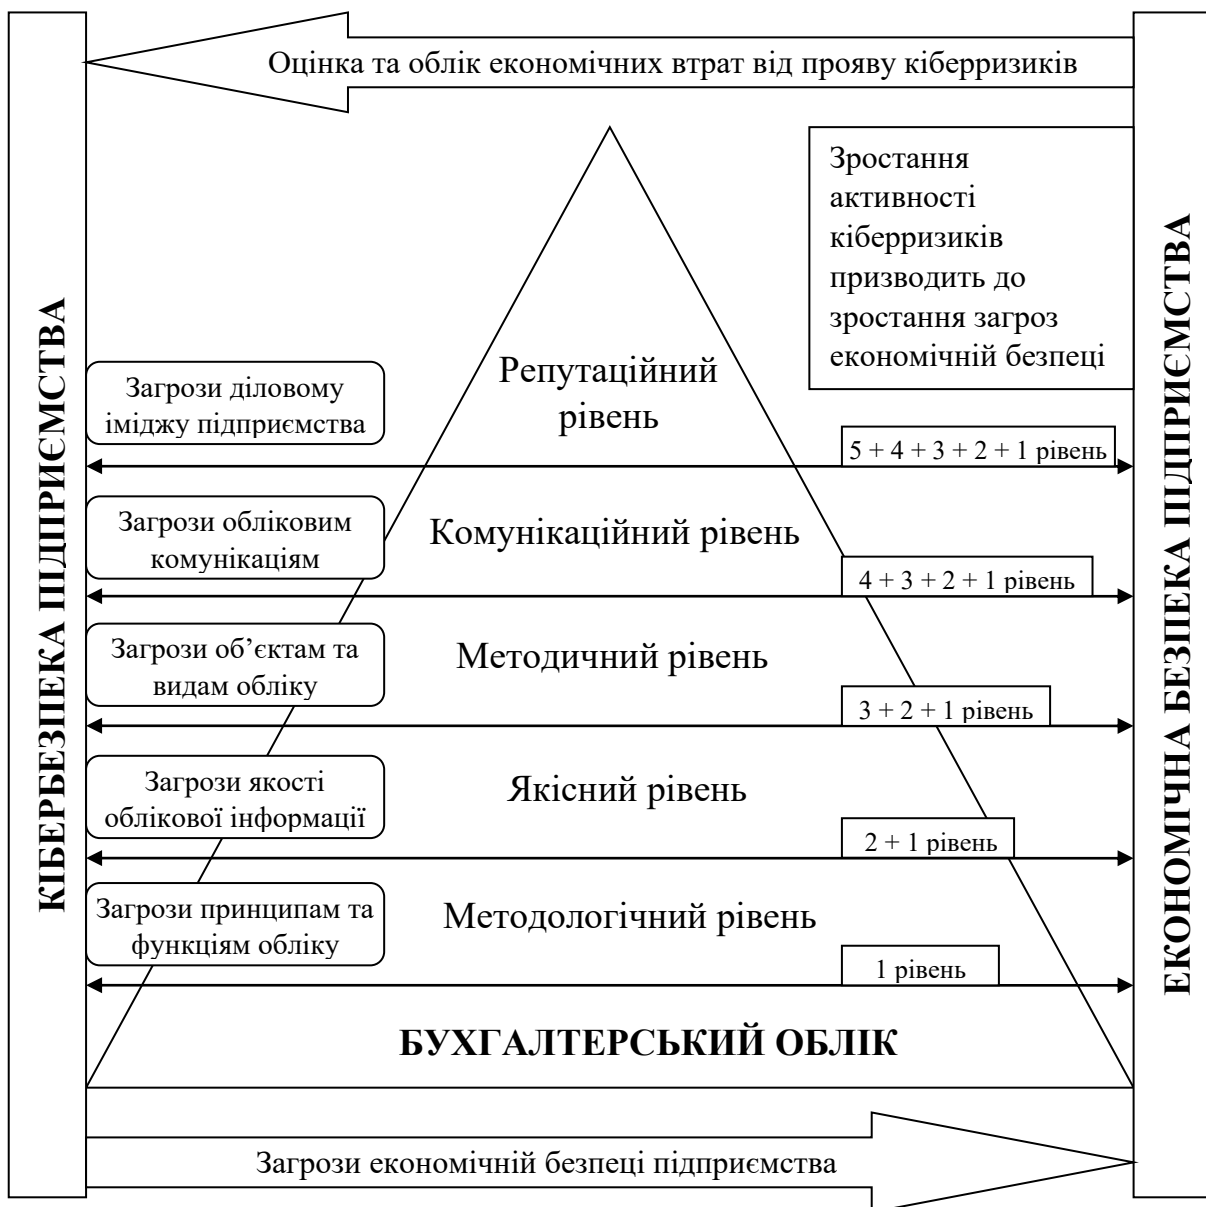 Оцінка та облік економічних втрат від прояву кіберризиків
КІБЕРБЕЗПЕКА ПІДПРИЄМСТВА
ЕКОНОМІЧНА БЕЗПЕКА ПІДПРИЄМСТВА
Зростання
активності
кіберризиків
призводить до
зростання загроз
економічній безпеці
Репутаційний
рівень
Загрози діловому
іміджу підприємства
5 + 4 + 3 + 2 + 1 рівень
Загрози обліковим
комунікаціям
Комунікаційний рівень
4 + 3 + 2 + 1 рівень
Загрози об’єктам та
видам обліку
Методичний рівень
3 + 2 + 1 рівень
Загрози якості
облікової інформації
Якісний рівень
2 + 1 рівень
Загрози принципам та
функціям обліку
Методологічний рівень
1 рівень
БУХГАЛТЕРСЬКИЙ ОБЛІК
Загрози економічній безпеці підприємства